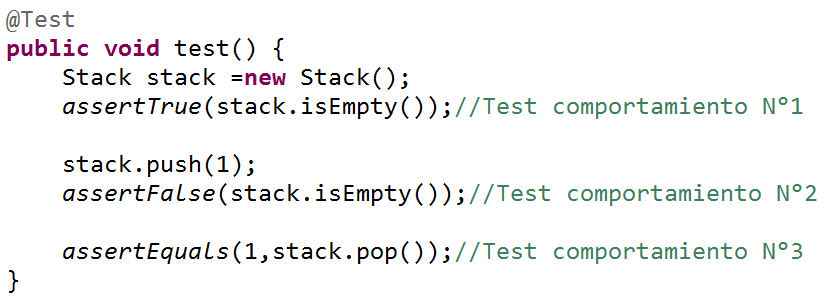 @Test
public void test() {
Stack stack =new Stack();
assertTrue(stack.isEmpty());//Test comportamiento N°1
stack.push(1);
assertFalse(stack.isEmpty());//Test comportamiento N°2
assertEquals(1,stack.pop());//Test comportamiento N°3
}